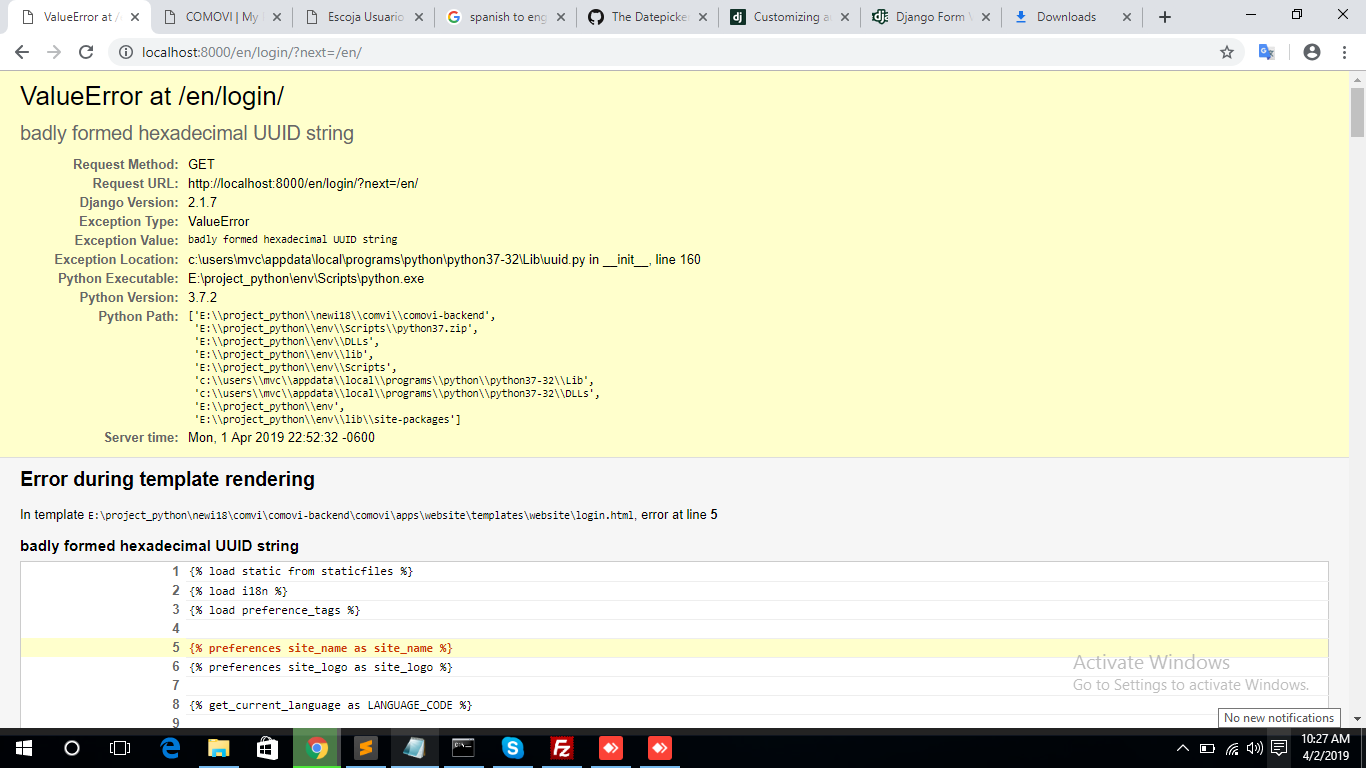 ValueError at /
COMOVI | My
Escoja Usuario
spanish to eng
The Datepicke
Customizing a
Django Form
Downloads
localhost:8000/en/login/?next=/en/
ValueError at /en/login/
badly formed hexadecimal UUID string
Request Method: GET
Request URL: http://localhost:8000/en/login/?next=/en/
Django Version: 2.1.7
Exception Type: ValueError
Exception Value: badly formed hexadecimal UUID string
Exception Location: c:\users\mvc\appdata\local\programs\python\python37-32\Lib\uuid.py in __init__, line 160
Python Executable: E:\project_python\env\Scripts\python.exe
Python Version: 3.7.2
Python Path: ['E:\\project_python\\newi18\\comvi\\comovi-backend',
'E:\\project_python\\env\\Scripts\\python37.zip',
'E:\\project_python\\env\\DLLs',
'E:\\project_python\\env\\lib',
'E:\\project_python\\env\\Scripts',
'c:\\users\\mvc\\appdata\\local\\programs\\python\\python37-32\\Lib',
'c:\\users\\mvc\\appdata\\local\\programs\\python\\python37-32\\DLLs',
'E:\\project_python\\env',
'E:\\project_python\\env\\lib\\site-packages']
Server time: Mon, 1 Apr 2019 22:52:32 -0600
Error during template rendering
In template E:\project_python\newi18\comvi\comovi-backend\comovi\apps\website\templates\website\login.html, error at line 5
badly formed hexadecimal UUID string
1 {% load static from staticfiles %}
2 {% load i18n %}
3 {% load preference_tags %}
4
5 {% preferences site_name as site_name %}
6 {% preferences site_logo as site_logo %}
7
8 {% get_current_language as LANGUAGE_CODE %}
9
Activate Windows
Go to Settings to activate Windows.
No new notifications
10:27 AM
4/2/2019